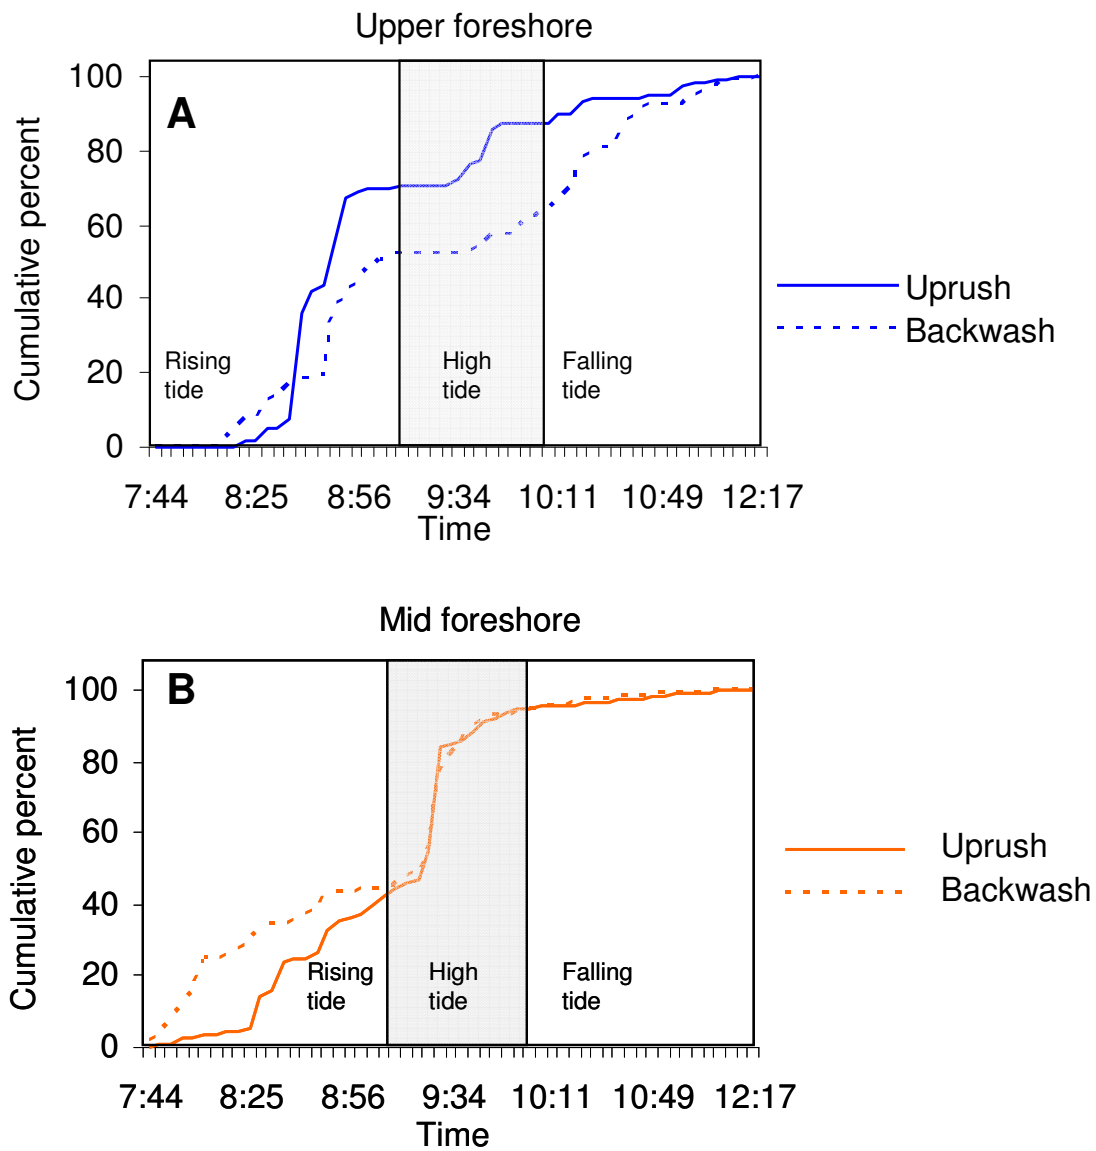 Upper foreshore
A
Cumulative percent
100
80
60
40
20
0
Rising
tide
High
tide
Falling
tide
7:44 8:25 8:56 9:34 10:11 10:49 12:17
Time
Uprush
Backwash
Mid foreshore
B
Cumulative percent
100
80
60
40
20
0
Rising
tide
High
tide
Falling
tide
7:44 8:25 8:56 9:34 10:11 10:49 12:17
Time
Uprush
Backwash